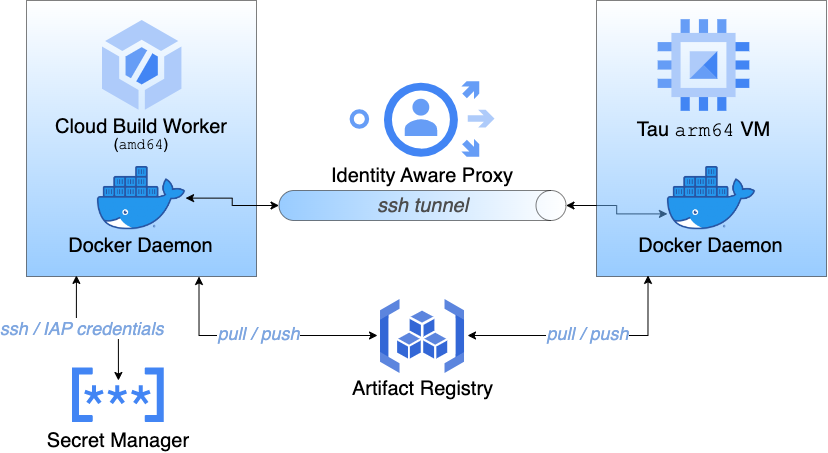 Cloud Build Worker
(amd64)
Docker Daemon
Identity Aware Proxy
ssh tunnel
Tau arm64 VM
Docker Daemon
ssh / IAP credentials
pull / push
pull / push
Artifact Registry
[***]
Secret Manager